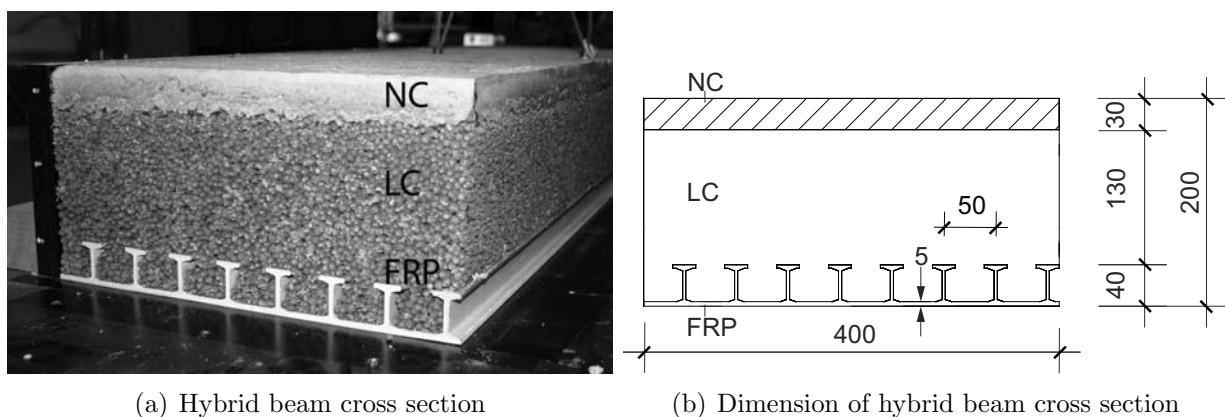 NC
LC
FRP
NC
LC
FRP
5
50
400
30
130
40
200
(a) Hybrid beam cross section
(b) Dimension of hybrid beam cross section